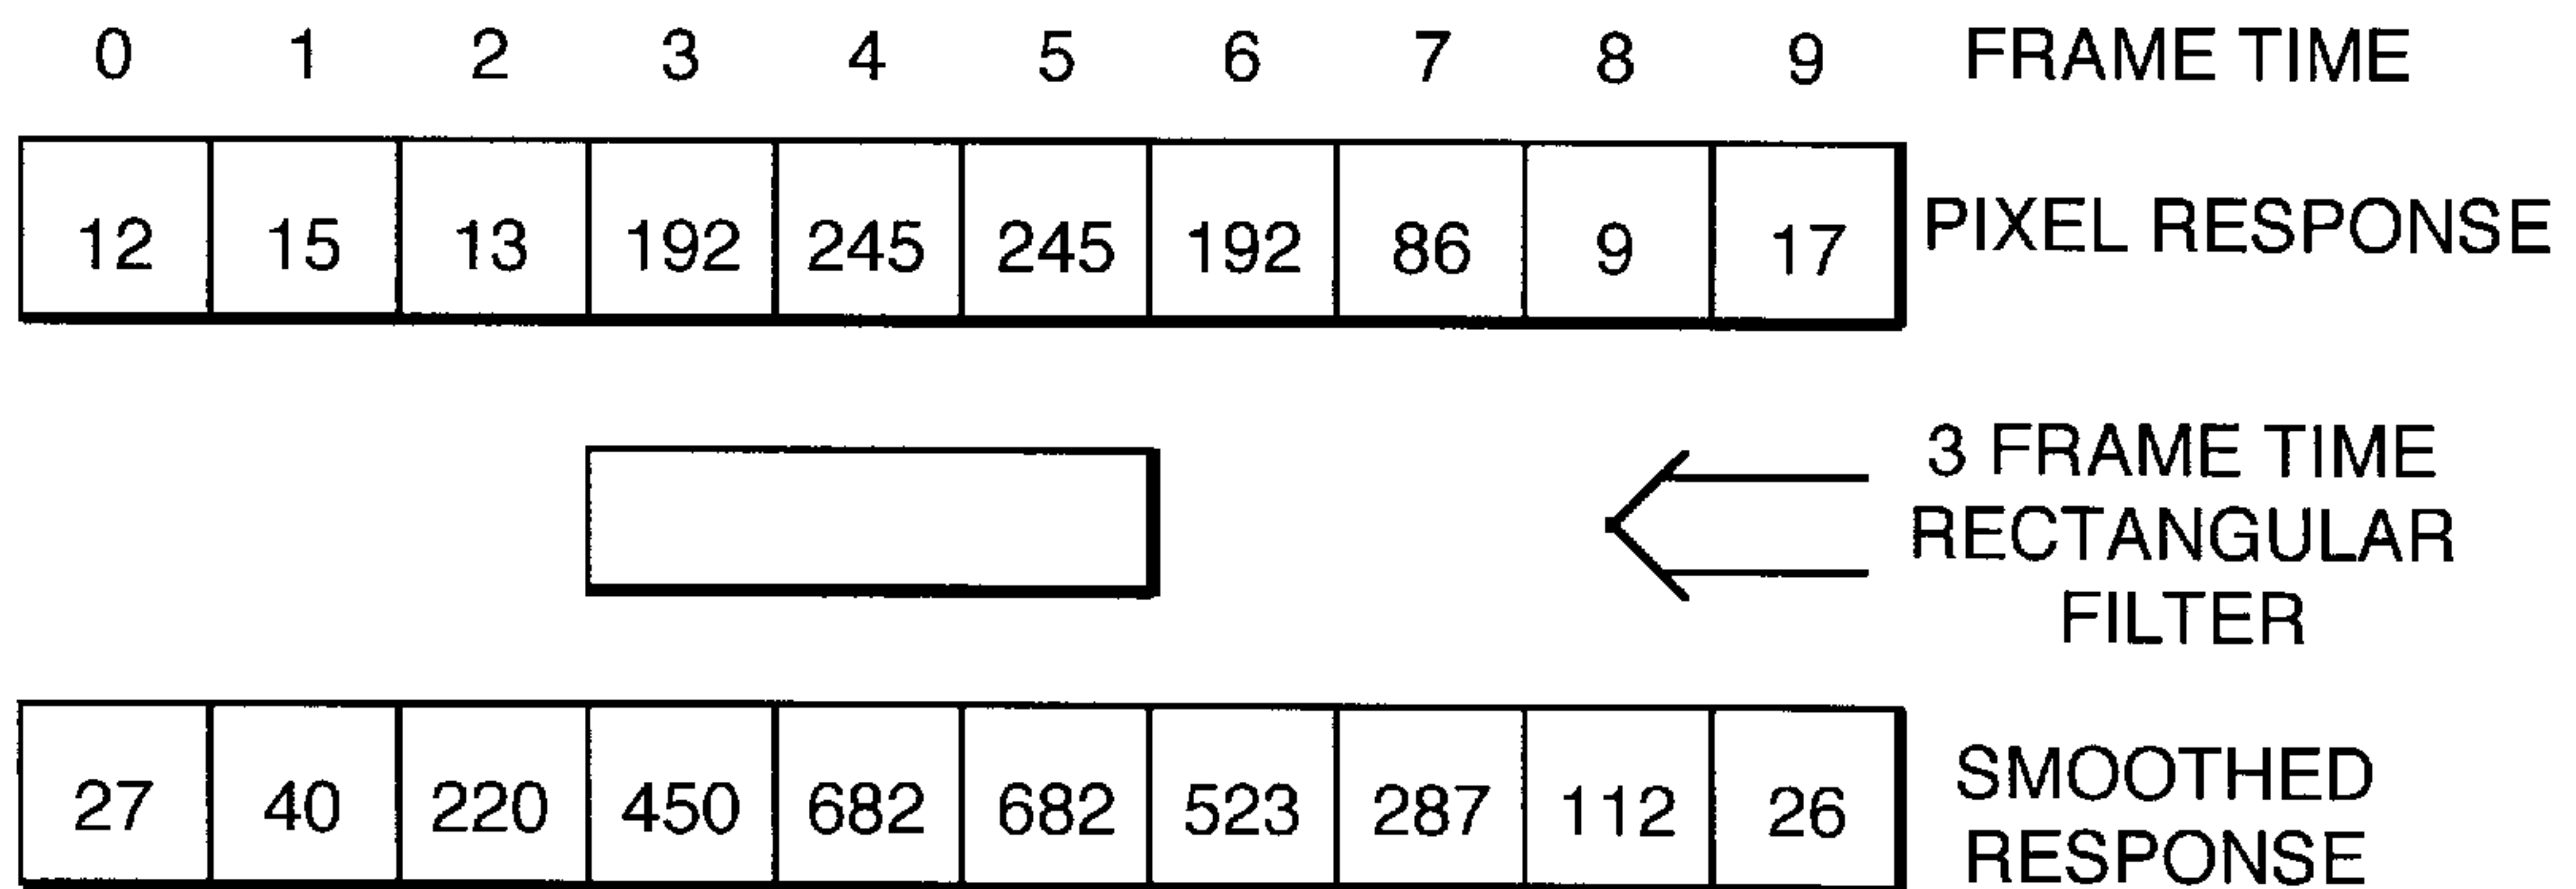 0 1 2 3 4 5 6 7 8 9 FRAME TIME
12 15 13 192 245 245 192 86 9 17 PIXEL RESPONSE
3 FRAME TIME
RECTANGULAR
FILTER
27 40 220 450 682 682 523 287 112 26 SMOOTHED
RESPONSE